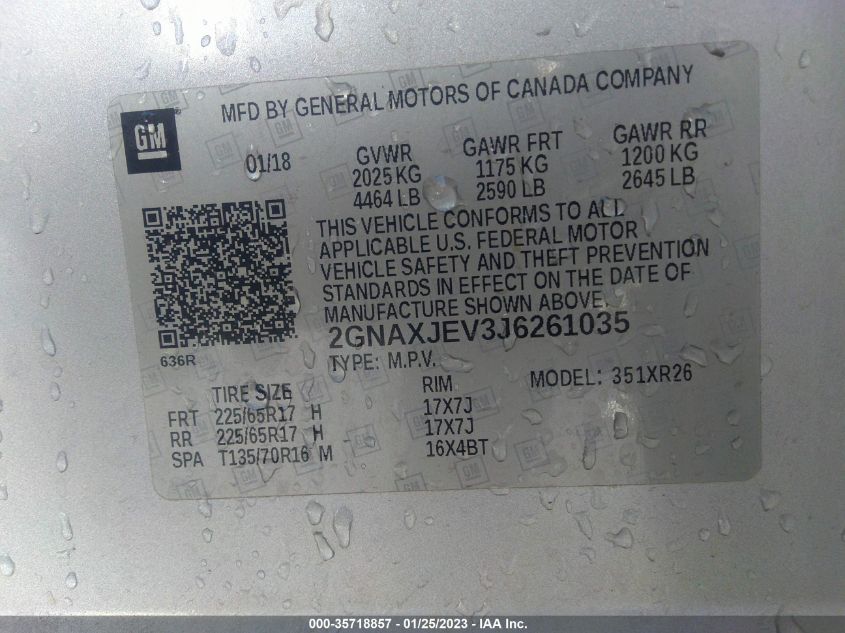 GM
MFD BY GENERAL MOTORS OF CANADA COMPANY
01/18
GVWR
2025 KG
4464 LB
GAWR FRT
1175 KG
2590 LB
GAWR RR
1200 KG
2645 LB
THIS VEHICLE CONFORMS TO ALL
APPLICABLE U.S. FEDERAL MOTOR
VEHICLE SAFETY AND THEFT PREVENTION
STANDARDS IN EFFECT ON THE DATE OF
MANUFACTURE SHOWN ABOVE.
2GNAXJEV3J6261035
636R
TYPE: M.P.V.
MODEL: 351XR26
TIRE SIZE
RIM
FRT 225/65R17 H 17X7J
RR 225/65R17 H 17X7J
SPA T135/70R16 M 16X4BT
000-35718857 - 01/25/2023 - IAA Inc.